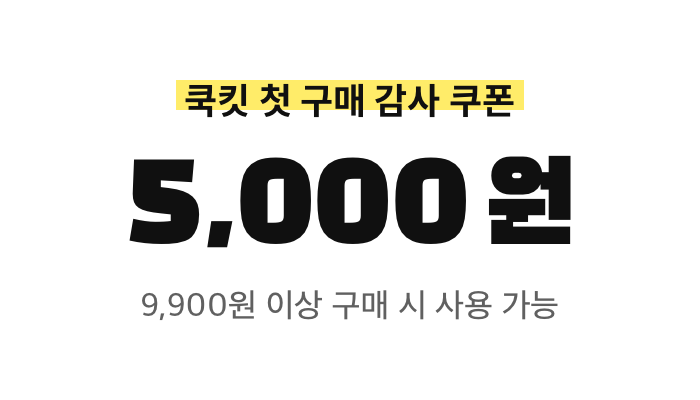 쿡킷 첫 구매 감사 쿠폰
5,000 원
9,900원 이상 구매 시 사용 가능